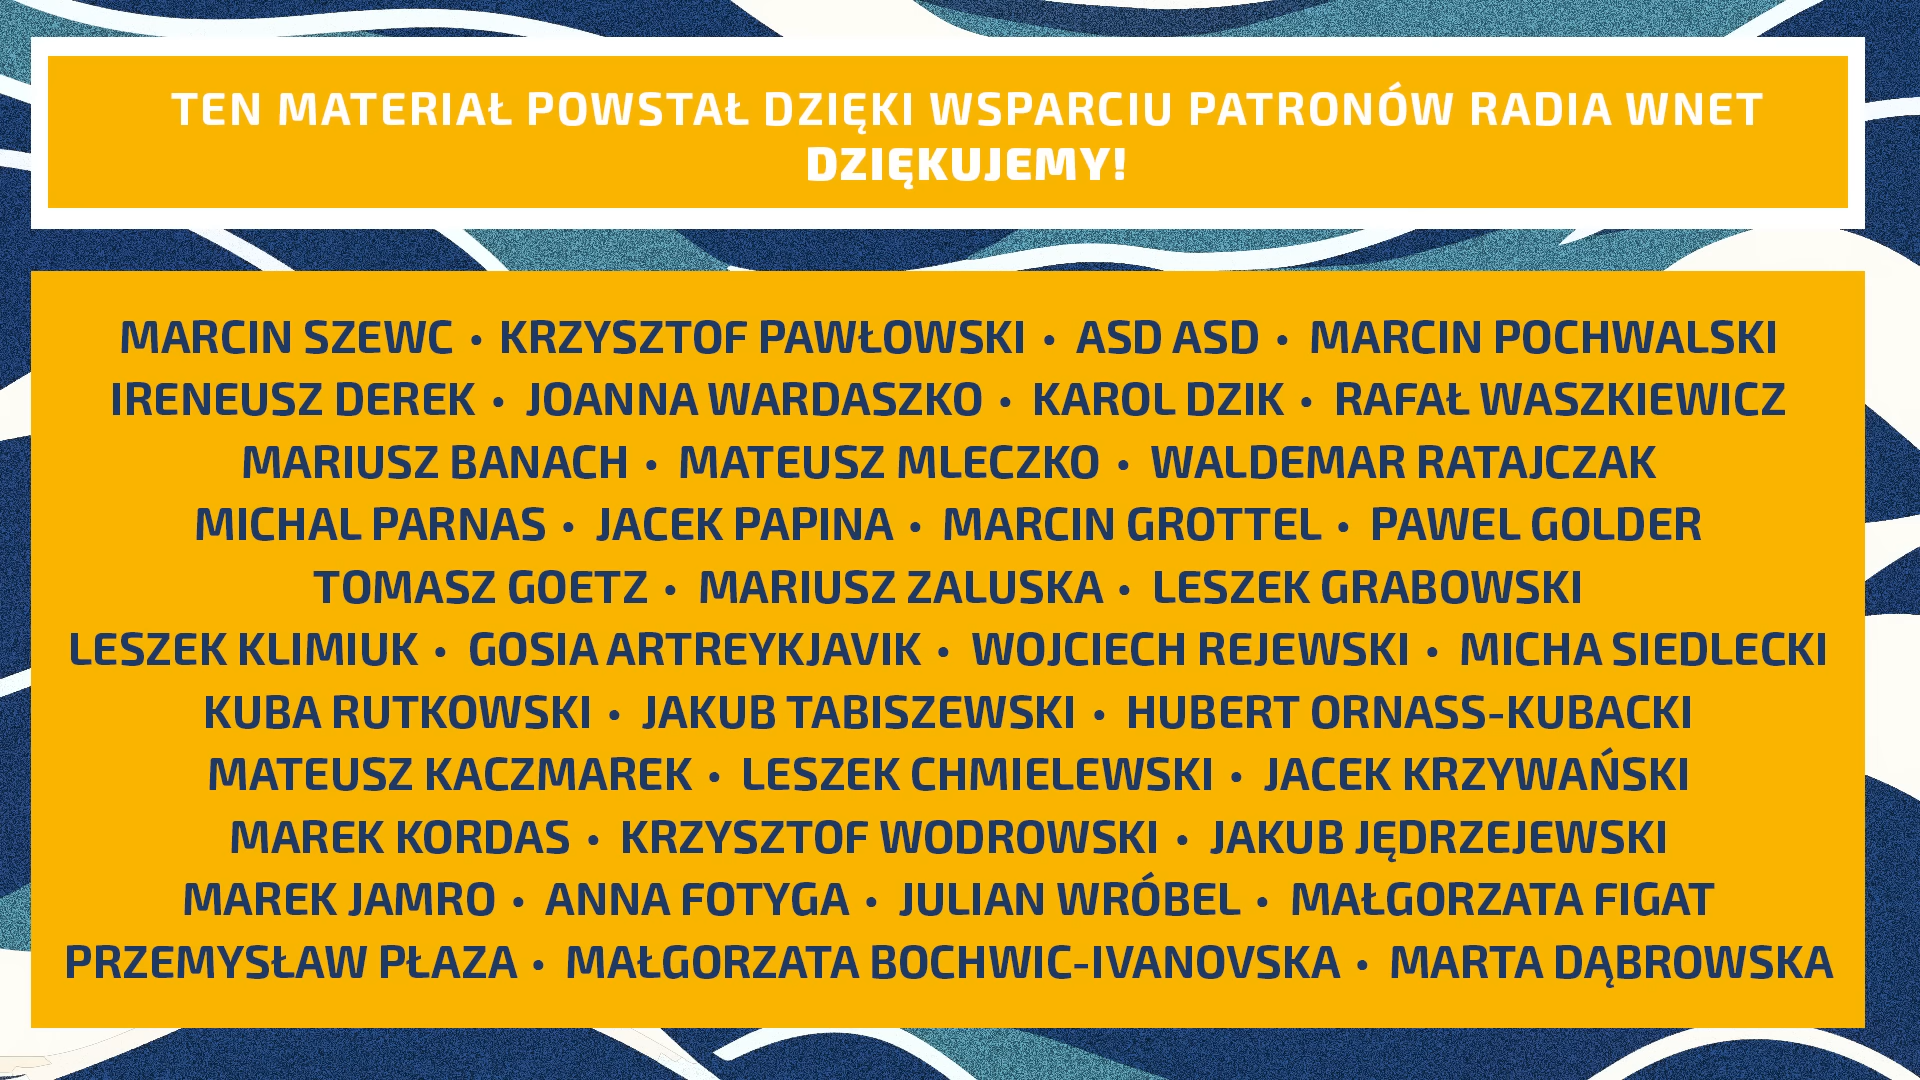 TEN MATERIAŁ POWSTAŁ DZIĘKI WSPARCIU PATRONÓW RADIA WNET
DZIĘKUJEMY!
MARCIN SZEWC • KRZYSZTOF PAWŁOWSKI • ASD ASD • MARCIN POCHWALSKI
IRENEUSZ DEREK • JOANNA WARDASZKO • KAROL DZIK • RAFAŁ WASZKIEWICZ
MARIUSZ BANACH • MATEUSZ MLECZKO • WALDEMAR RATAJCZAK
MICHAL PARNAS • JACEK PAPINA • MARCIN GROTTEL • PAWEL GOLDER
TOMASZ GOETZ • MARIUSZ ZALUSKA • LESZEK GRABOWSKI
LESZEK KLIMIUK • GOSIA ARTREYKJAVIK • WOJCIECH REJEWSKI • MICHA SIEDLECKI
KUBA RUTKOWSKI • JAKUB TABISZEWSKI • HUBERT ORNASS-KUBACKI
MATEUSZ KACZMAREK • LESZEK CHMIELEWSKI • JACEK KRZYWAŃSKI
MAREK KORDAS • KRZYSZTOF WODROWSKI • JAKUB JĘDRZEJEWSKI
MAREK JAMRO • ANNA FOTYGA • JULIAN WRÓBEL • MAŁGORZATA FIGAT
PRZEMYSŁAW PŁAZA • MAŁGORZATA BOCHWIC-IVANOVSKA • MARTA DĄBROWSKA